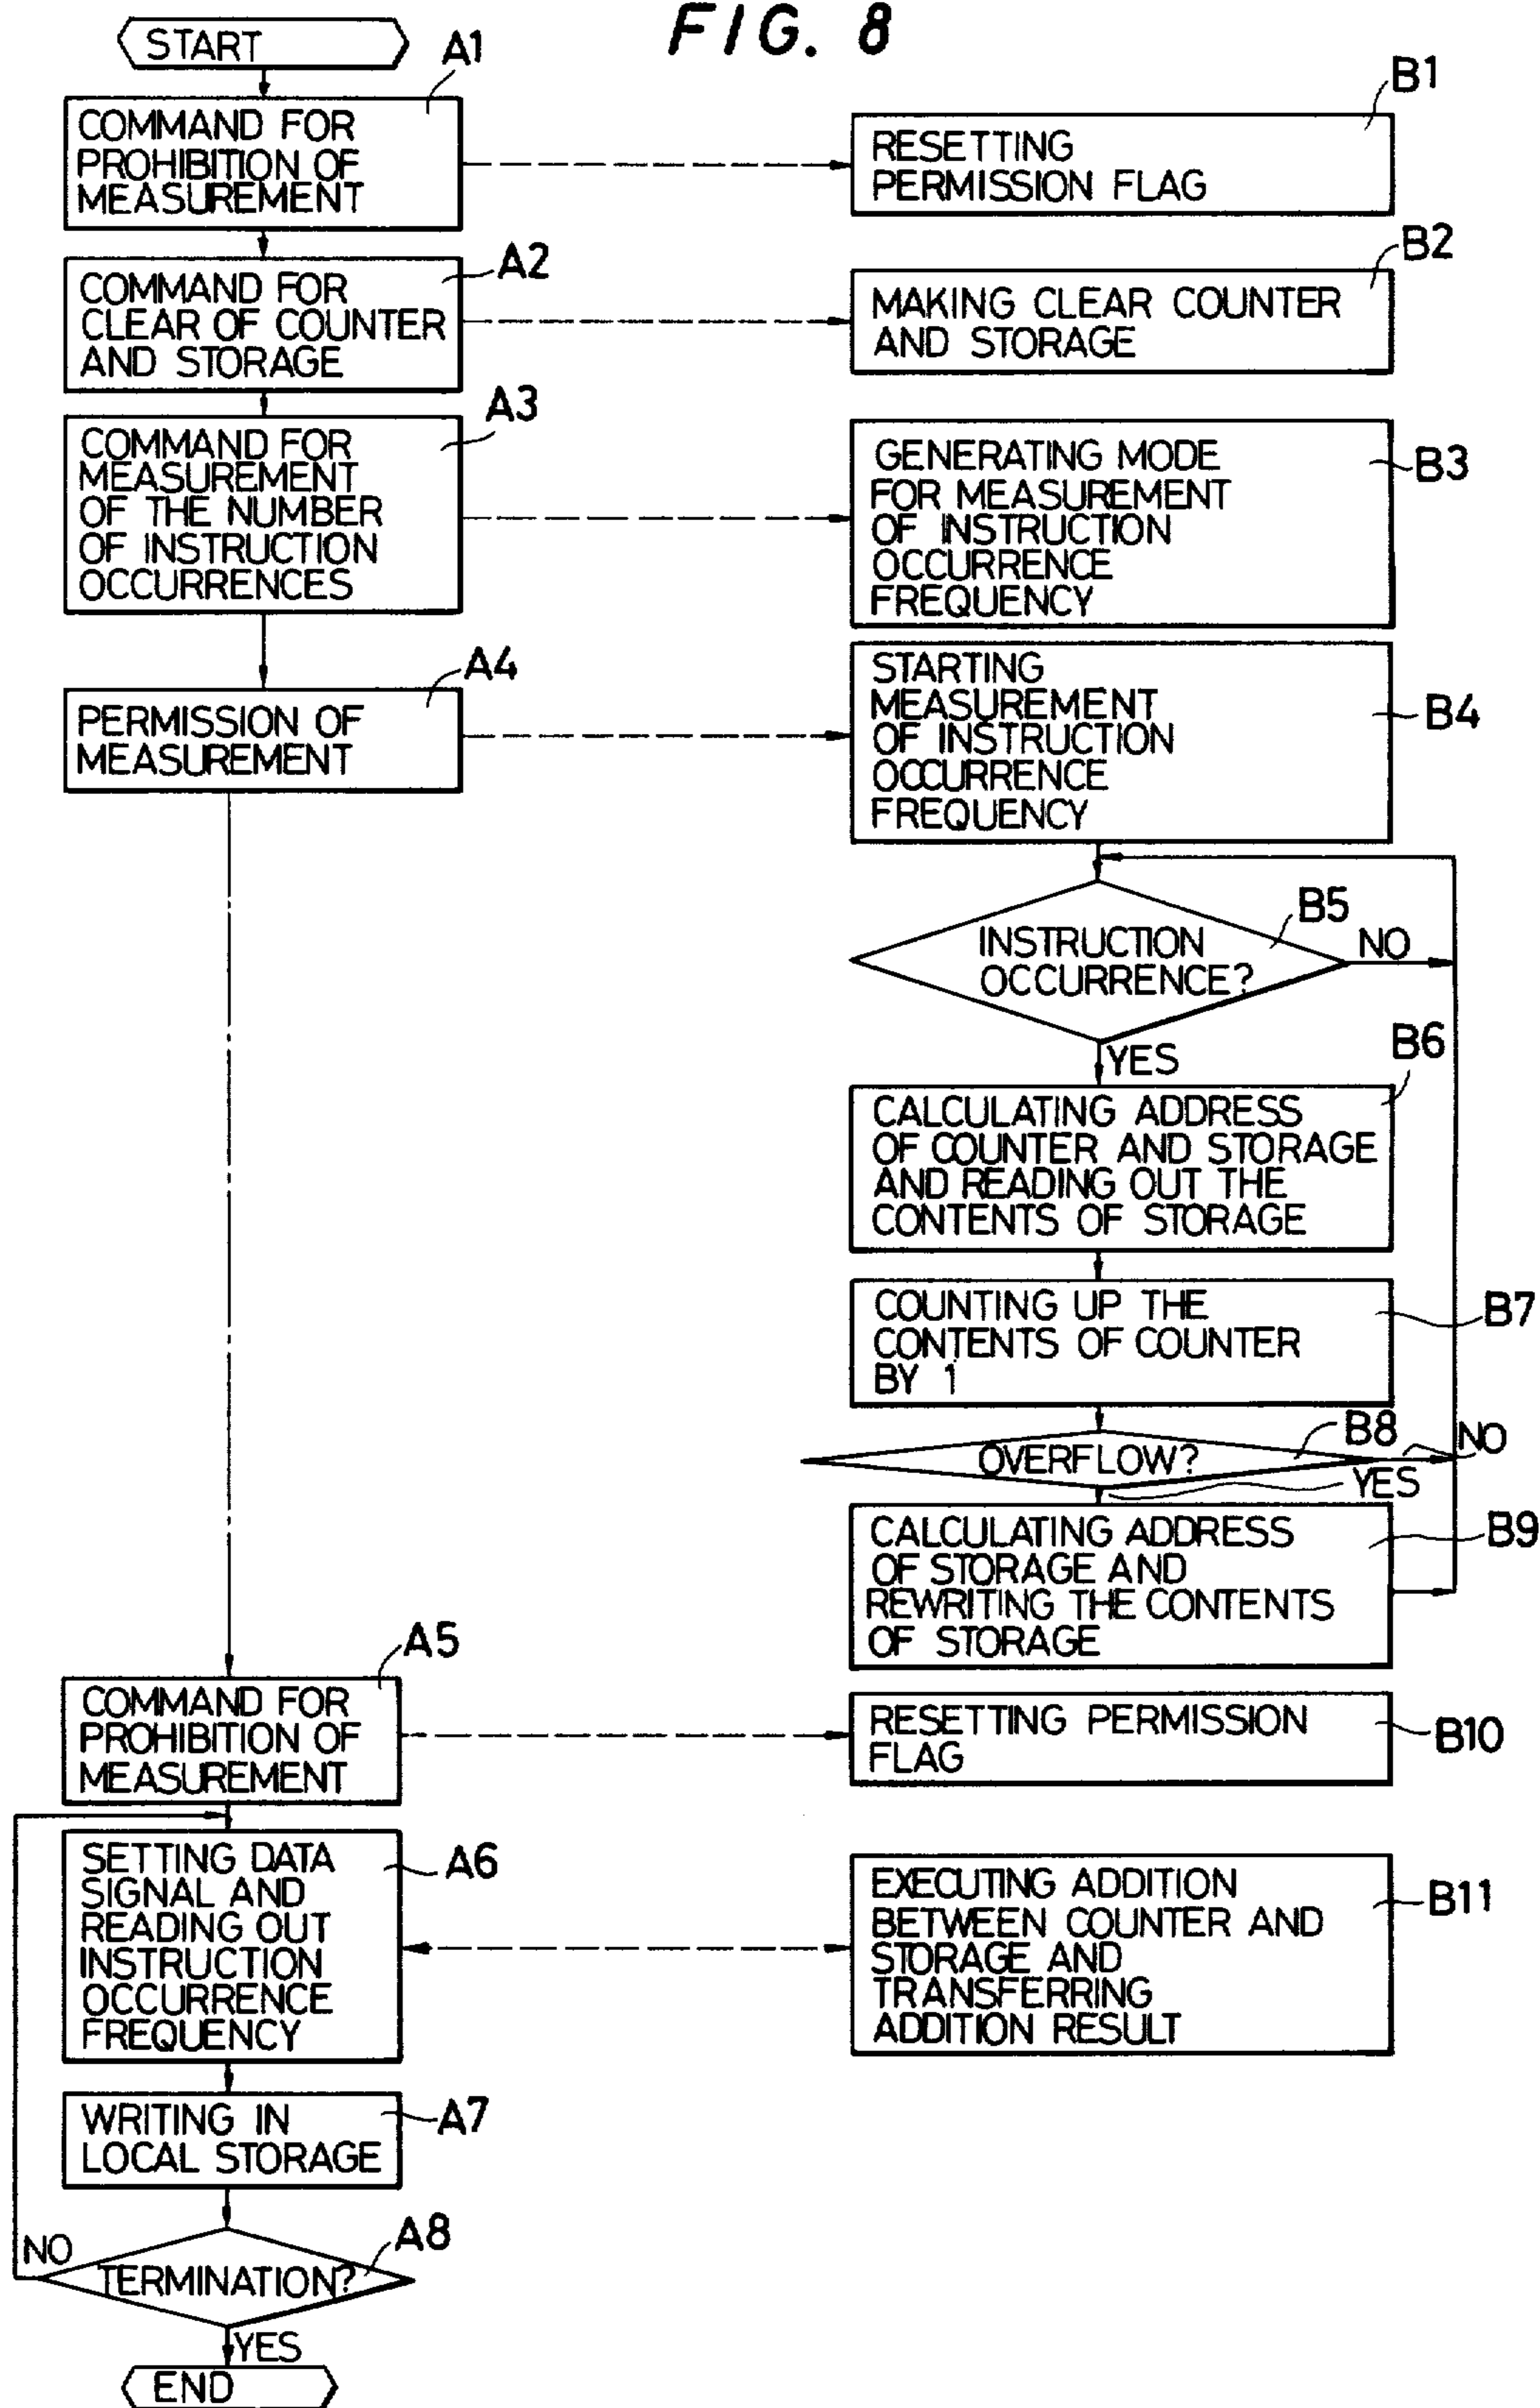 FIG. 8
START
A1
COMMAND FOR
PROHIBITION OF
MEASUREMENT
B1
RESETTING
PERMISSION FLAG
A2
COMMAND FOR
CLEAR OF COUNTER
AND STORAGE
B2
MAKING CLEAR COUNTER
AND STORAGE
A3
COMMAND FOR
MEASUREMENT
OF THE NUMBER
OF INSTRUCTION
OCCURRENCES
GENERATING MODE
FOR MEASUREMENT
OF INSTRUCTION
OCCURRENCE
FREQUENCY
B3
A4
PERMISSION OF
MEASUREMENT
STARTING
MEASUREMENT
OF INSTRUCTION
OCCURRENCE
FREQUENCY
B4
B5
INSTRUCTION
OCCURRENCE?
NO
YES
B6
CALCULATING ADDRESS
OF COUNTER AND STORAGE
AND READING OUT THE
CONTENTS OF STORAGE
COUNTING UP THE
CONTENTS OF COUNTER
BY 1
B7
OVERFLOW?
B8
NO
YES
CALCULATING ADDRESS
OF STORAGE AND
REWRITING THE CONTENTS
OF STORAGE
B9
A5
COMMAND FOR
PROHIBITION OF
MEASUREMENT
RESETTING PERMISSION
FLAG
B10
SETTING DATA
SIGNAL AND
READING OUT
INSTRUCTION
OCCURRENCE
FREQUENCY
A6
EXECUTING ADDITION
BETWEEN COUNTER AND
STORAGE AND
TRANSFERRING
ADDITION RESULT
B11
WRITING IN
LOCAL STORAGE
A7
A8
NO
TERMINATION?
YES
END